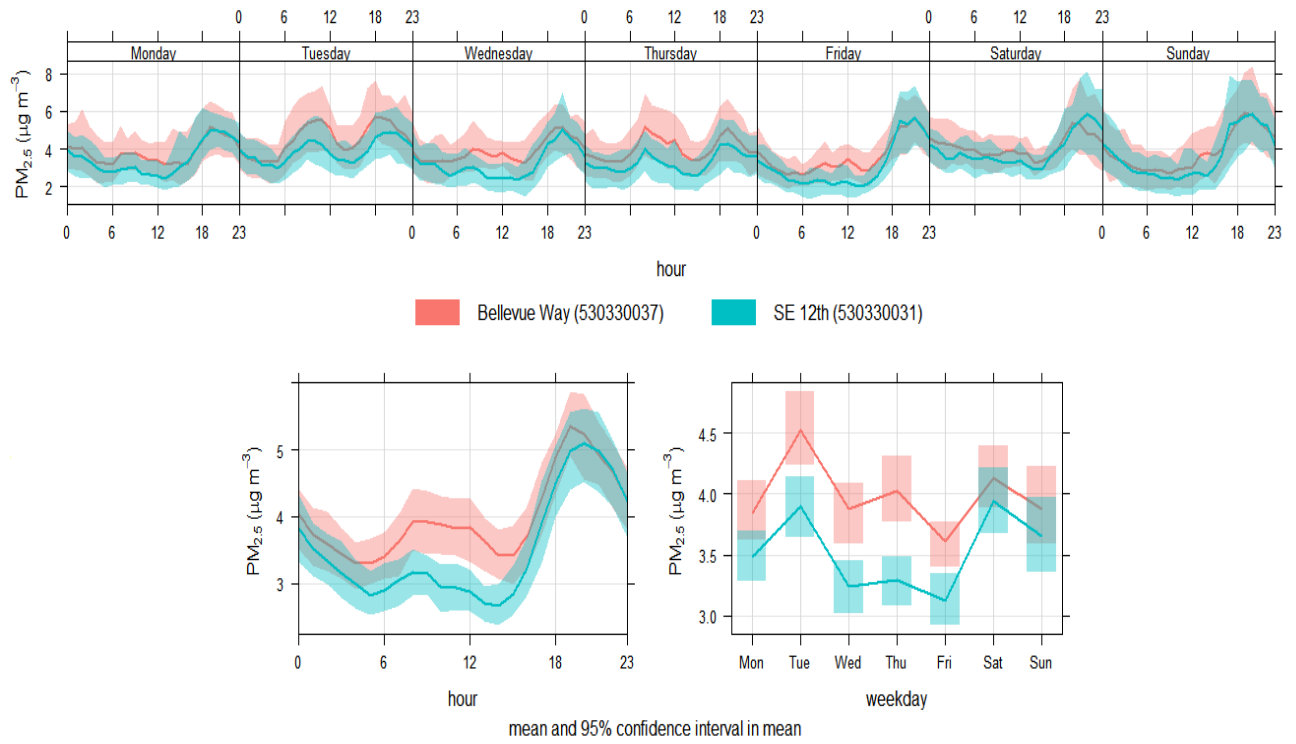 0 6 12 18 23 0 6 12 18 23 0 6 12 18 23
Monday Tuesday Wednesday Thursday Friday Saturday Sunday
PM2.5 (μg m−3)
8
6
4
2
0 6 12 18 23 0 6 12 18 23 0 6 12 18 23 0 6 12 18 23
hour
Bellevue Way (530330037) SE 12th (530330031)
PM2.5 (μg m−3)
5
4
3
0 6 12 18 23
hour
PM2.5 (μg m−3)
4.5
4.0
3.5
3.0
Mon Tue Wed Thu Fri Sat Sun
weekday
mean and 95% confidence interval in mean